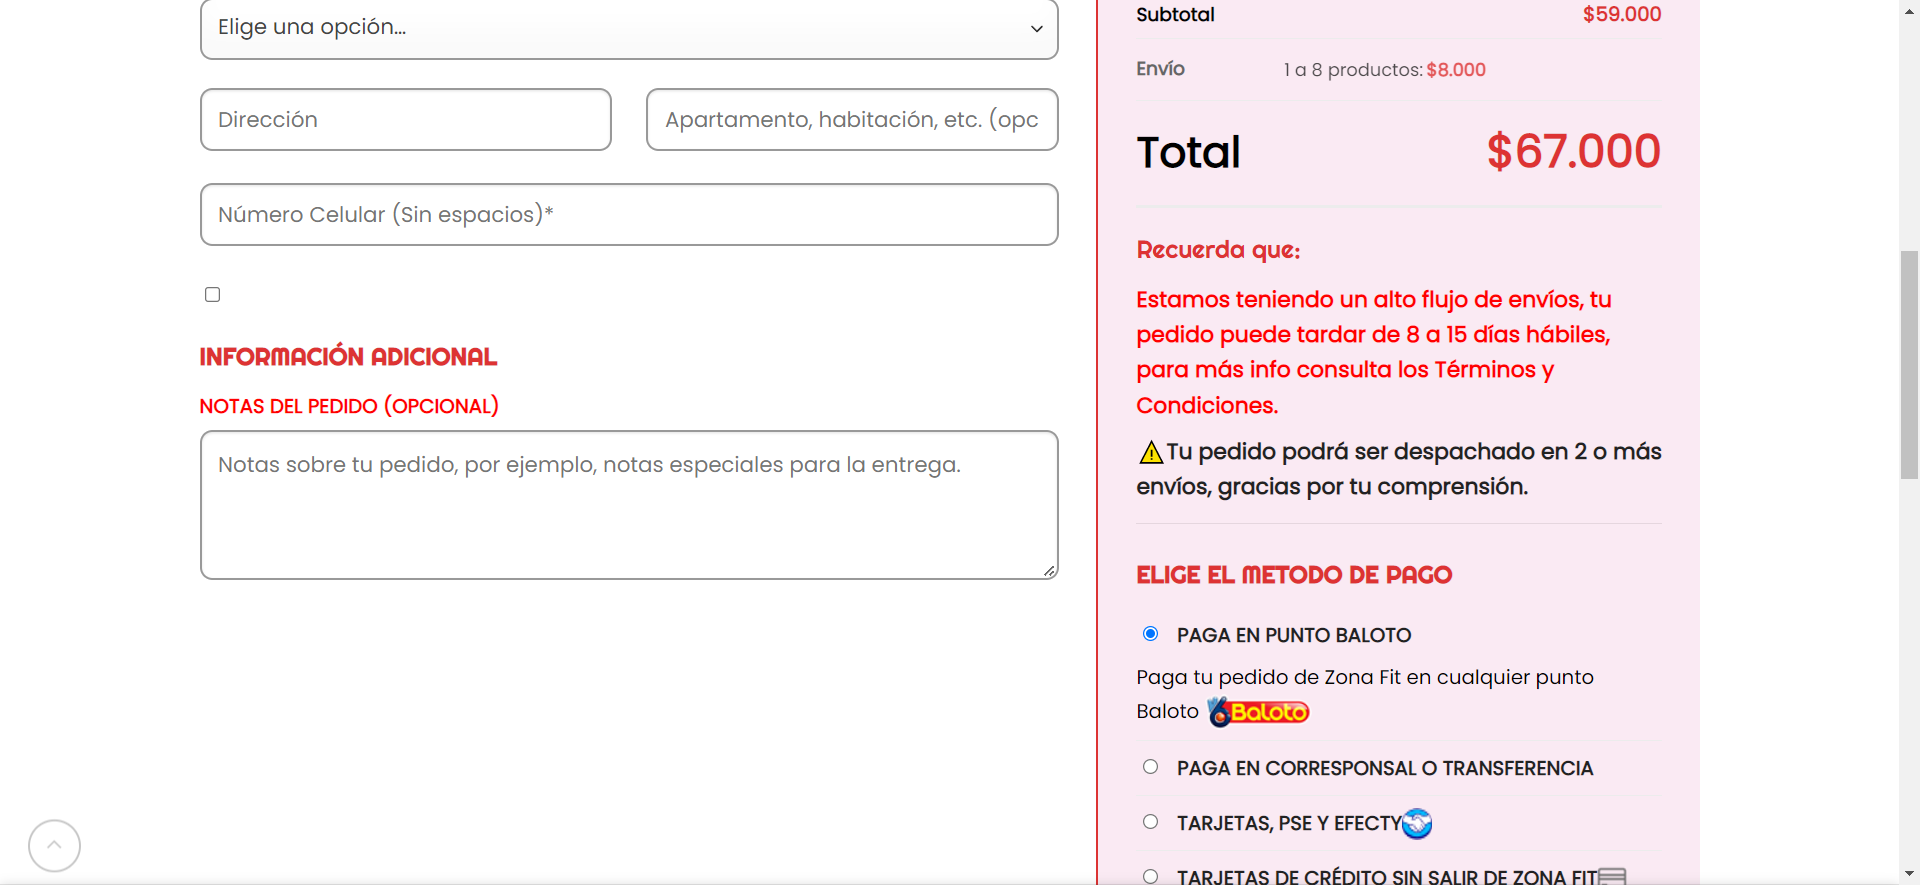 Elige una opción...
Dirección
Apartamento, habitación, etc. (opc
Número Celular (Sin espacios)*
INFORMACIÓN ADICIONAL
NOTAS DEL PEDIDO (OPCIONAL)
Notas sobre tu pedido, por ejemplo, notas especiales para la entrega.
Subtotal $59.000
Envío 1 a 8 productos: $8.000
Total $67.000
Recuerda que:
Estamos teniendo un alto flujo de envíos, tu
pedido puede tardar de 8 a 15 días hábiles,
para más info consulta los Términos y
Condiciones.
⚠Tu pedido podrá ser despachado en 2 o más
envíos, gracias por tu comprensión.
ELIGE EL METODO DE PAGO
PAGA EN PUNTO BALOTO
Paga tu pedido de Zona Fit en cualquier punto
Baloto Baloto
PAGA EN CORRESPONSAL O TRANSFERENCIA
TARJETAS, PSE Y EFECTY
TARJETAS DE CRÉDITO SIN SALIR DE ZONA FIT